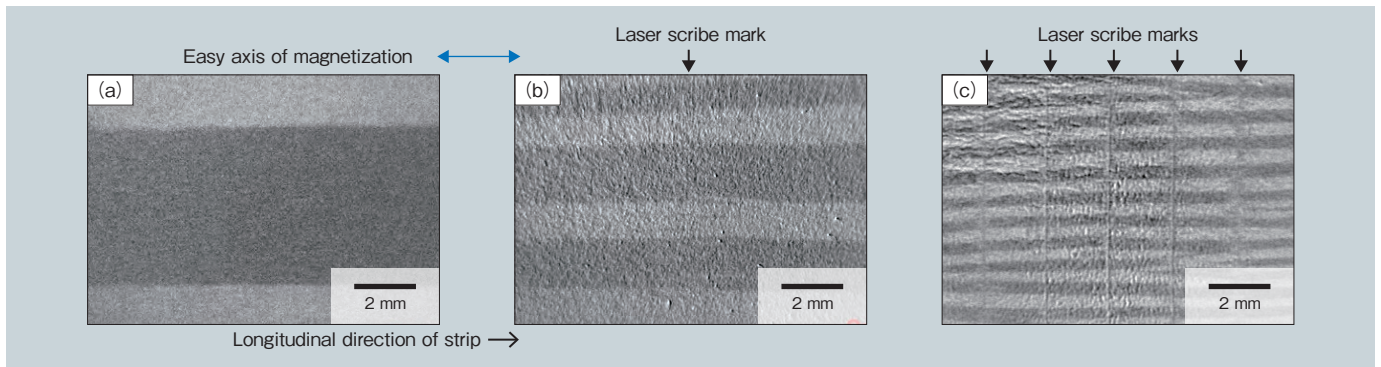 Easy axis of magnetization
Laser scribe mark
Laser scribe marks
(a)
(b)
(c)
2 mm
2 mm
2 mm
Longitudinal direction of strip